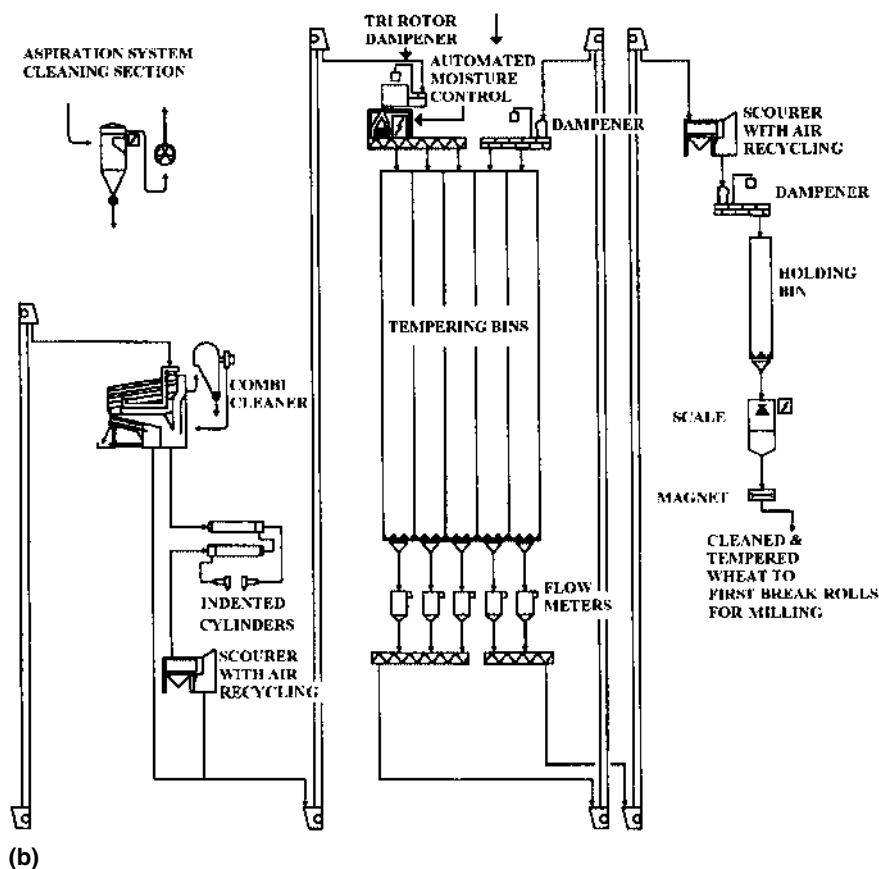 ASPIRATION SYSTEM
CLEANING SECTION
TRI ROTOR
DAMPENER
AUTOMATED
MOISTURE
CONTROL
DAMPENER
SCOURER
WITH AIR
RECYCLING
DAMPENER
HOLDING
BIN
TEMPERING BINS
COMBI
CLEANER
SCALE
MAGNET
CLEANED &
TEMPERED
WHEAT TO
FIRST BREAK ROLLS
FOR MILLING
FLOW
METERS
INDENTED
CYLINDERS
SCOURER
WITH AIR
RECYCLING
(b)